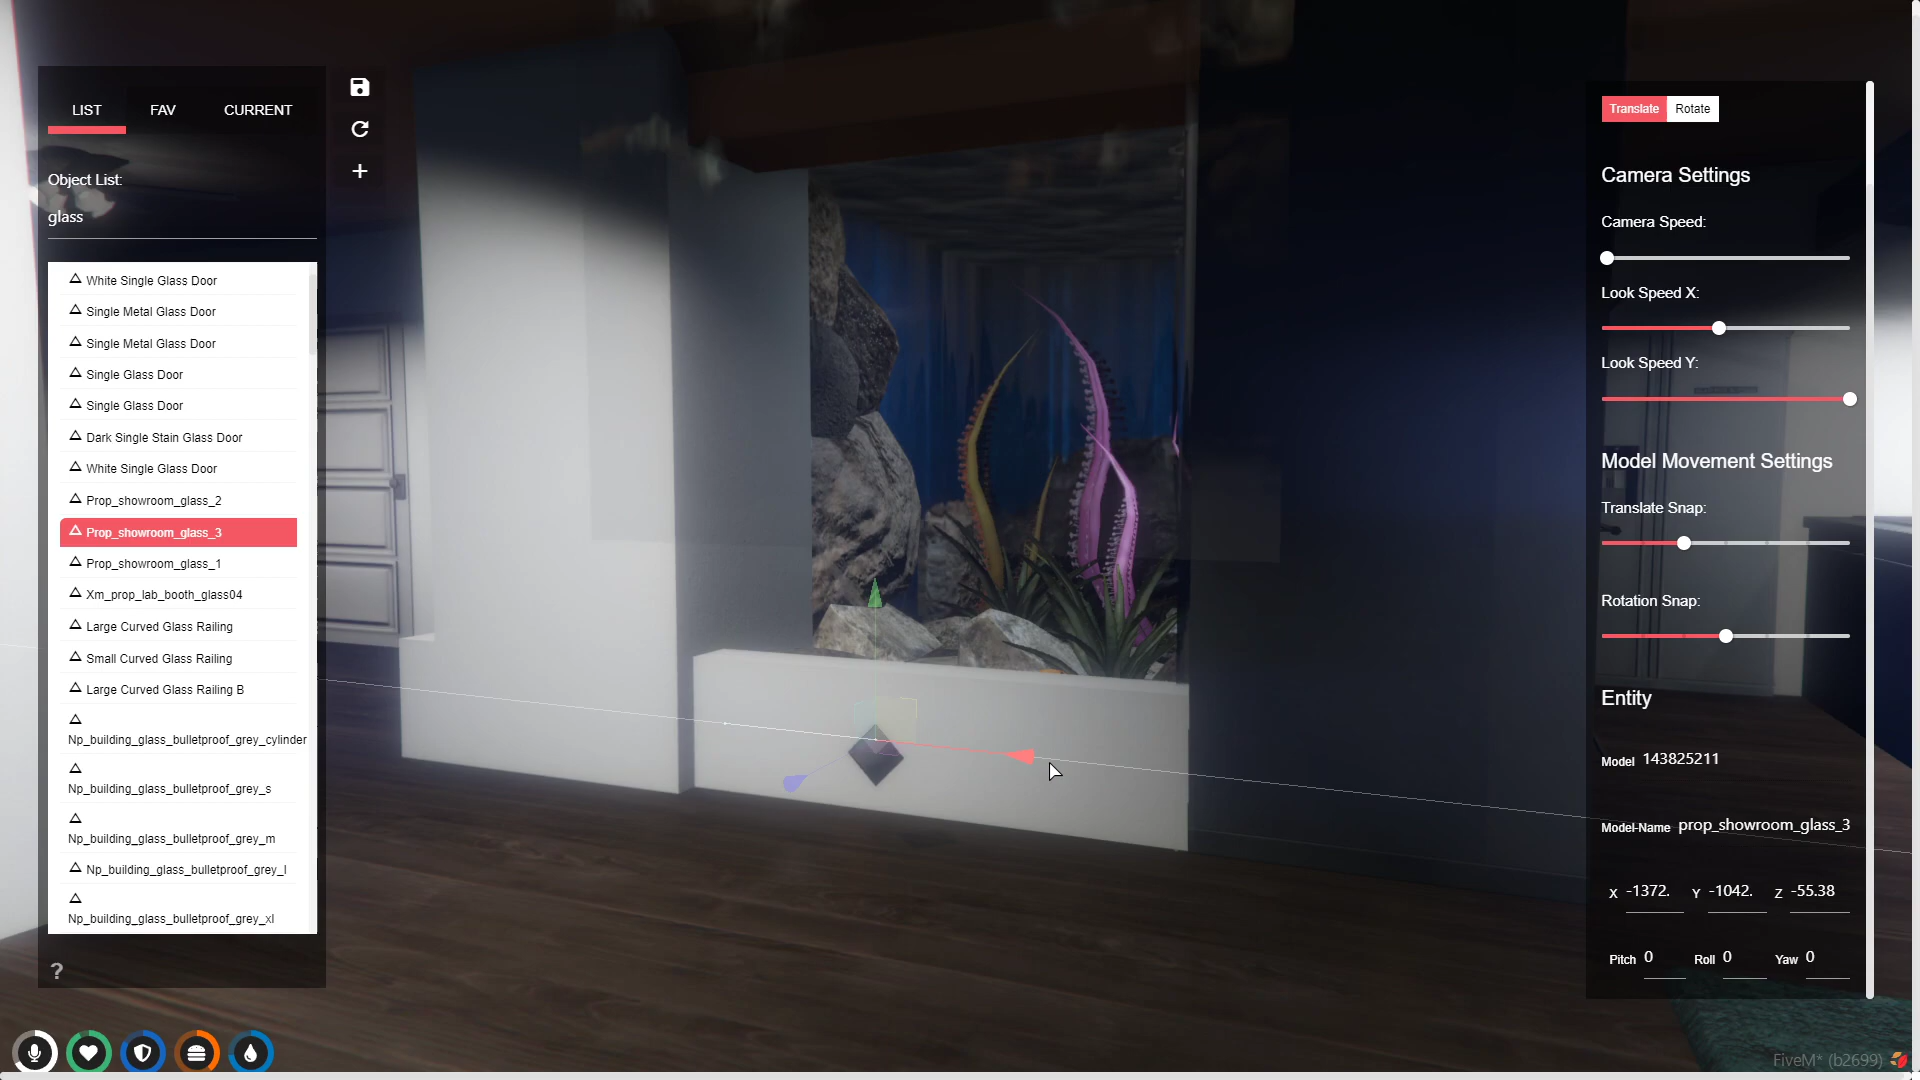 LIST FAV CURRENT
Object List:
glass
White Single Glass Door
Single Metal Glass Door
Single Metal Glass Door
Single Glass Door
Single Glass Door
Dark Single Stain Glass Door
White Single Glass Door
Prop_showroom_glass_2
Prop_showroom_glass_3
Prop_showroom_glass_1
Xm_prop_lab_booth_glass04
Large Curved Glass Railing
Small Curved Glass Railing
Large Curved Glass Railing B
Np_building_glass_bulletproof_grey_cylinder
Np_building_glass_bulletproof_grey_s
Np_building_glass_bulletproof_grey_m
Np_building_glass_bulletproof_grey_l
Np_building_glass_bulletproof_grey_xl
?
Translate Rotate
Camera Settings
Camera Speed:
Look Speed X:
Look Speed Y:
Model Movement Settings
Translate Snap:
Rotation Snap:
Entity
Model 143825211
Model-Name prop_showroom_glass_3
X -1372. Y -1042. Z -55.38
Pitch 0 Roll 0 Yaw 0
FiveM* (b2699)